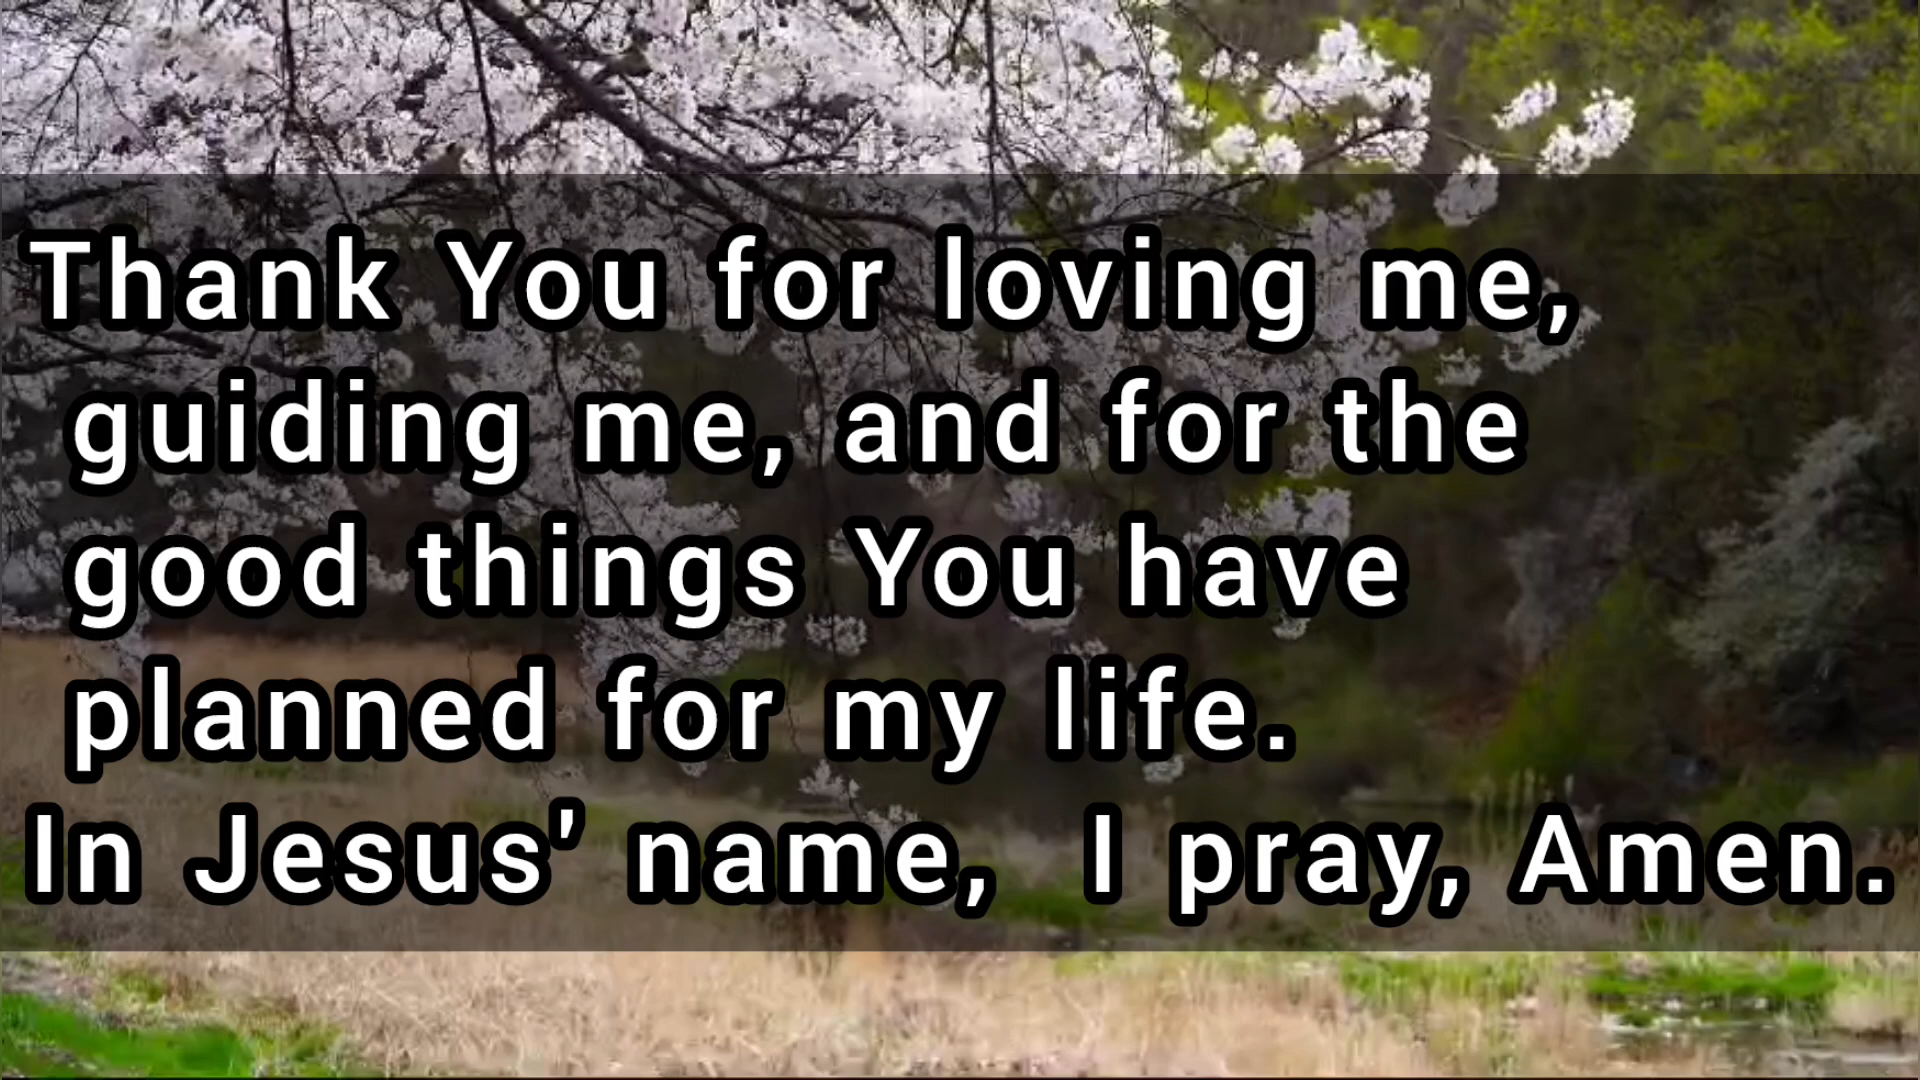 Thank You for loving me,
guiding me, and for the
good things You have
planned for my life.
In Jesus' name,  I pray, Amen.